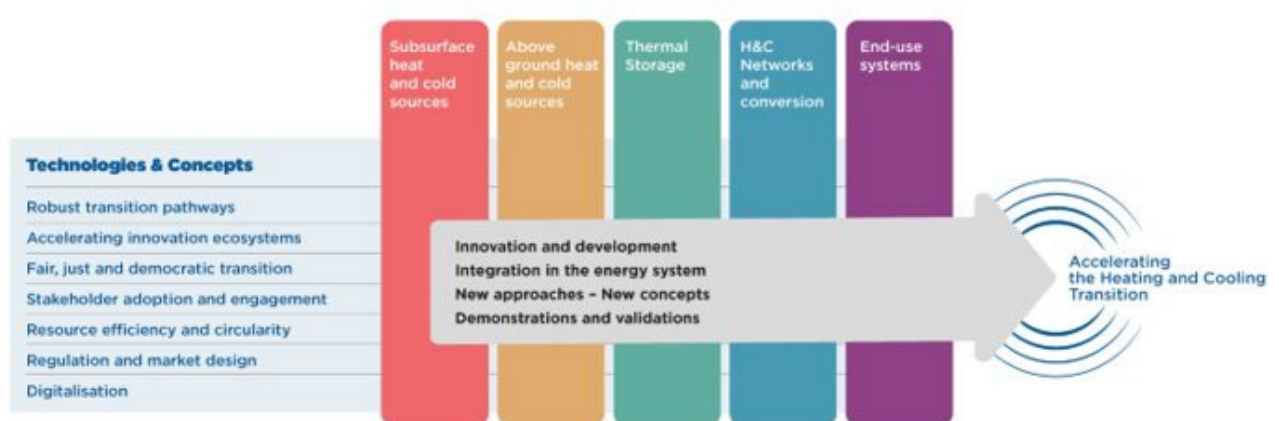 Subsurface
heat
and cold
sources
Above
ground heat
and cold
sources
Thermal
Storage
H&C
Networks
and
conversion
End-use
systems
Technologies & Concepts
Robust transition pathways
Accelerating innovation ecosystems
Fair, just and democratic transition
Stakeholder adoption and engagement
Resource efficiency and circularity
Regulation and market design
Digitalisation
Innovation and development
Integration in the energy system
New approaches – New concepts
Demonstrations and validations
Accelerating
the Heating and Cooling
Transition